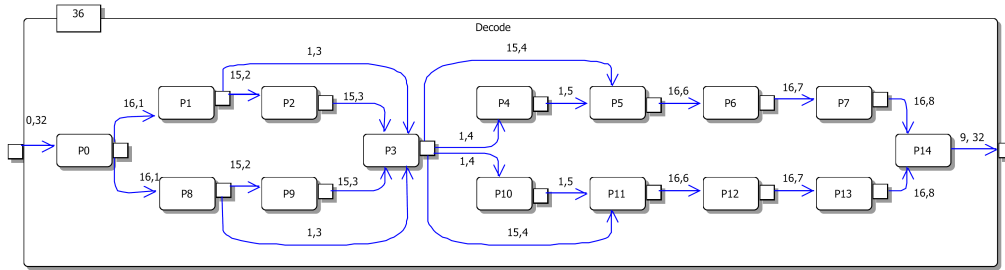 36
Decode
1,3
15,4
15,2
15,3
16,1
P1
P2
P4
1,5
P5
16,6
P6
16,7
P7
16,8
0,32
P0
P3
1,4
1,4
P14
9, 32
16,1
15,2
15,3
P8
P9
P10
1,5
P11
16,6
P12
16,7
P13
16,8
1,3
15,4